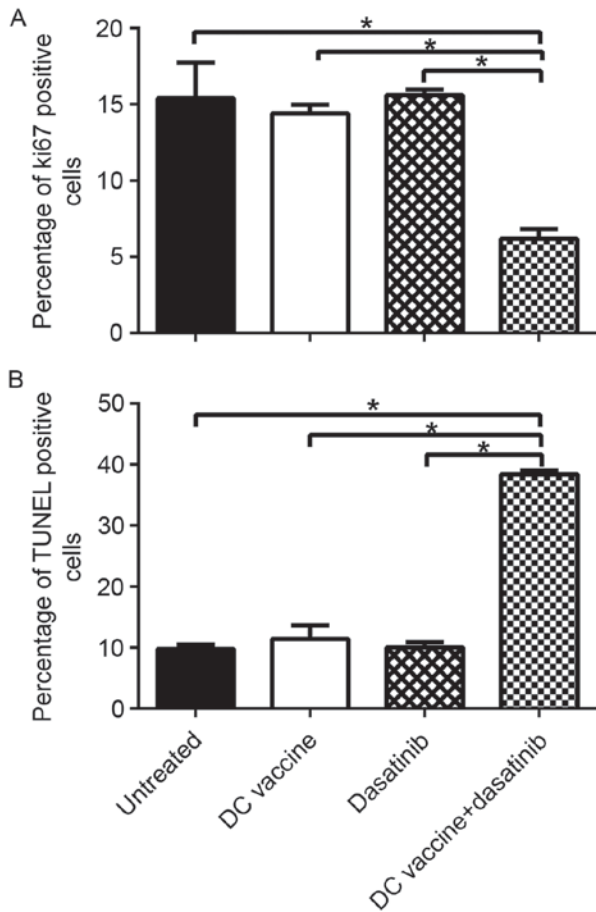 A
Percentage of ki67 positive
cells
20
15
10
5
0
*
*
*
B
Percentage of TUNEL positive
cells
50
40
30
20
10
0
*
*
*
Untreated
DC vaccine
Dasatinib
DC vaccine+dasatinib